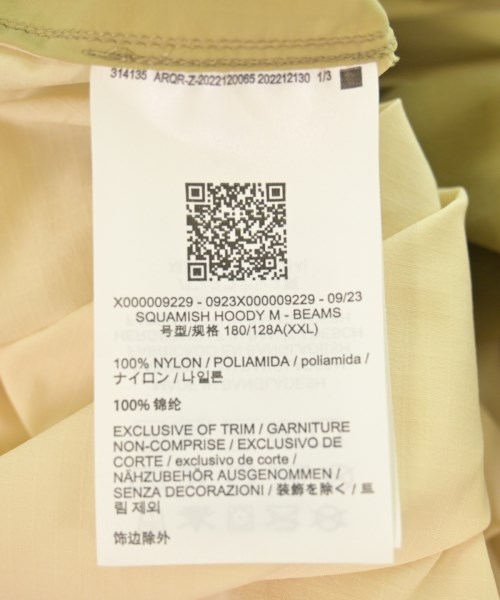 314135 ARQR-Z-2022120065 202212130 1/3
X000009229 - 0923X000009229 - 09/23
SQUAMISH HOODY M - BEAMS
号型/规格 180/128A(XXL)
100% NYLON / POLIAMIDA / poliamida /
ナイロン / 나일론
100% 锦纶
EXCLUSIVE OF TRIM / GARNITURE
NON-COMPRISE / EXCLUSIVO DE
CORTE / exclusivo de corte /
NÄHZUBEHÖR AUSGENOMMEN /
SENZA DECORAZIONI / 装飾を除く / 트
림 제외
饰边除外